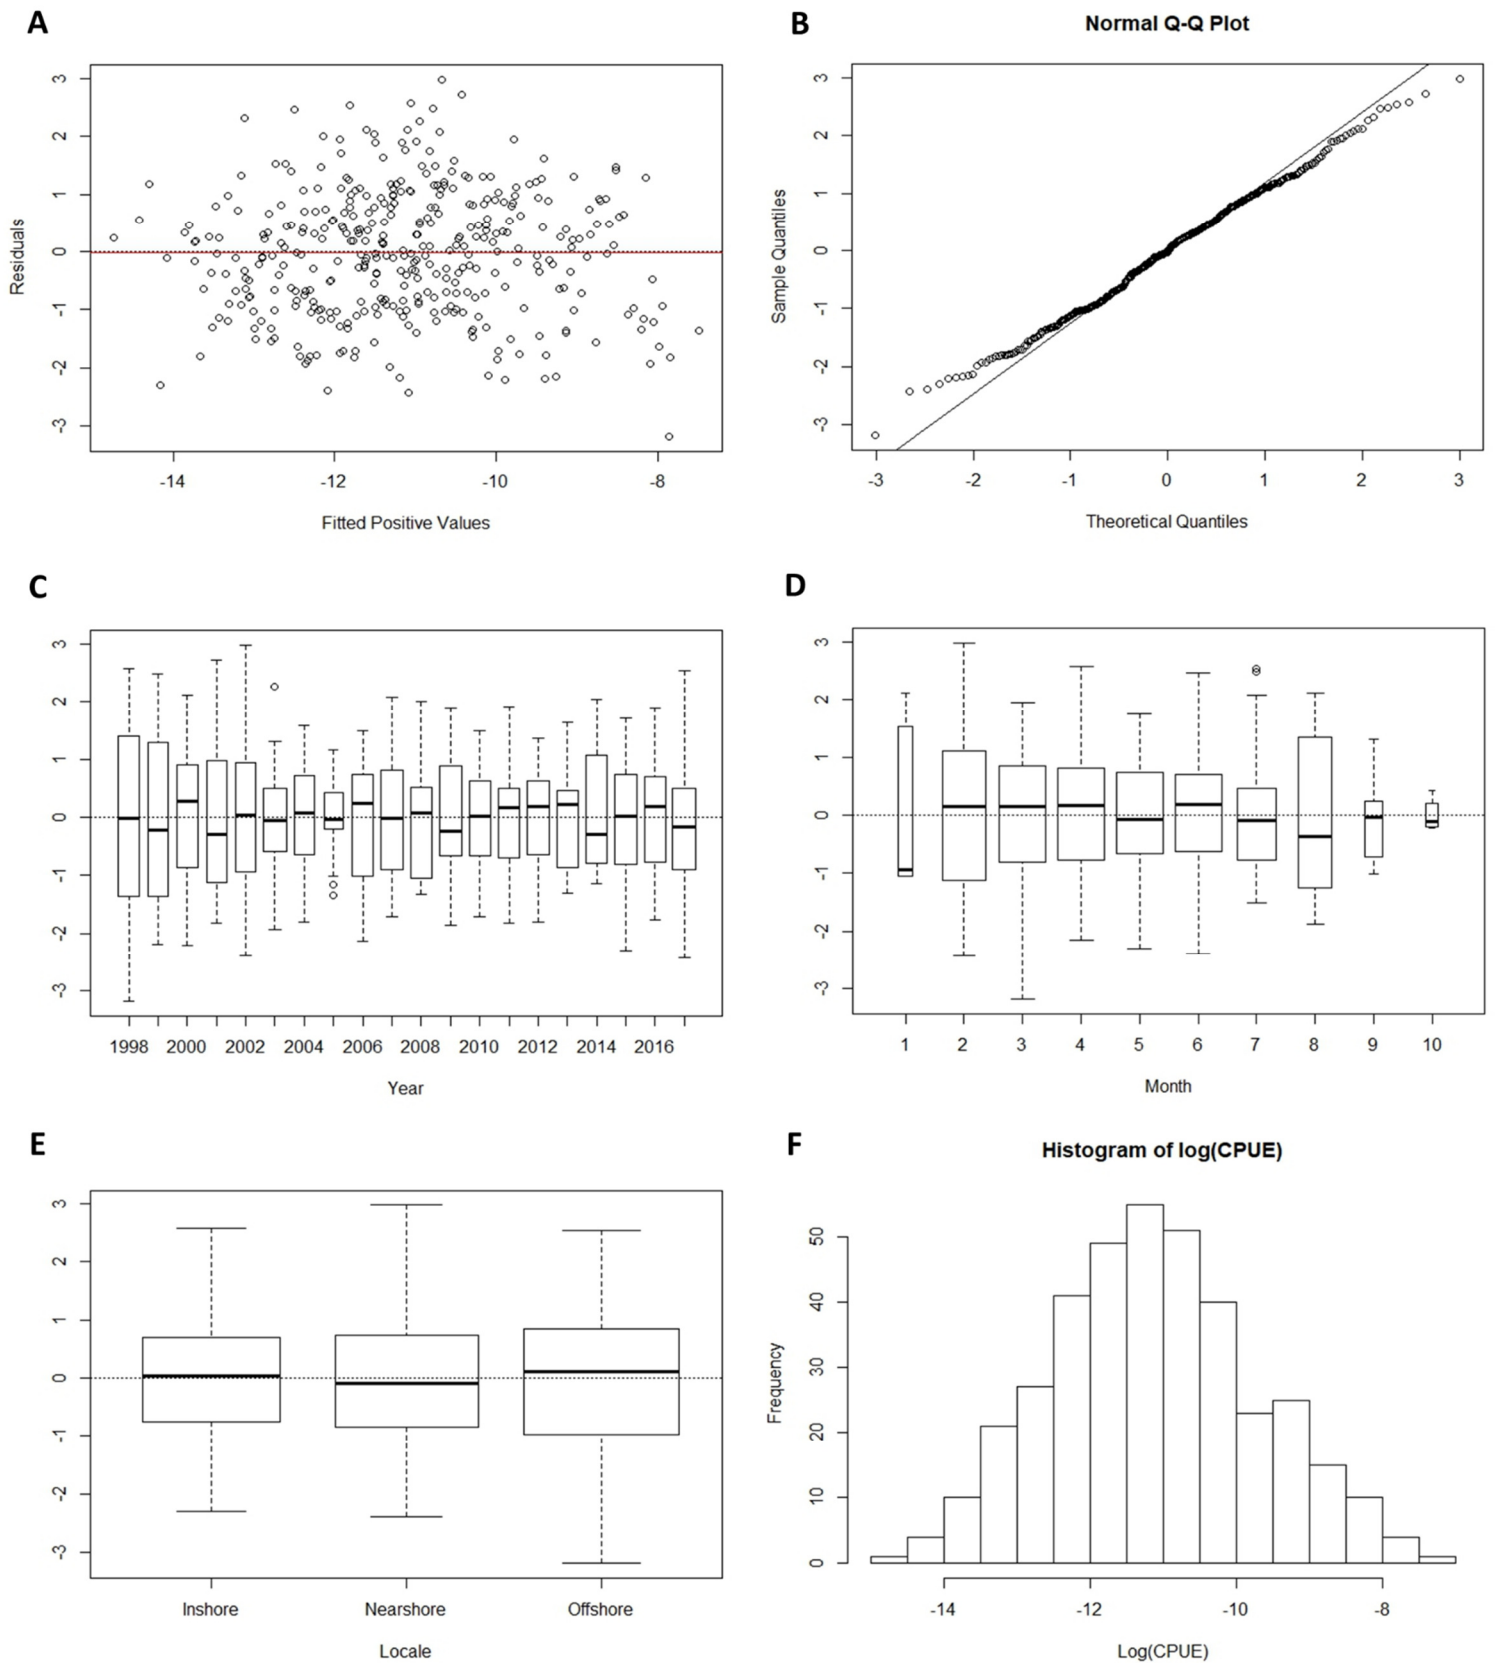 A
3
2
1
0
-1
-2
-3
Residuals
-14 -12 -10 -8
Fitted Positive Values
B
Normal Q-Q Plot
3
2
1
0
-1
-2
-3
Sample Quantiles
-3 -2 -1 0 1 2 3
Theoretical Quantiles
C
3
2
1
0
-1
-2
-3
1998 2000 2002 2004 2006 2008 2010 2012 2014 2016
Year
D
3
2
1
0
-1
-2
-3
1 2 3 4 5 6 7 8 9 10
Month
E
3
2
1
0
-1
-2
-3
Inshore Nearshore Offshore
Locale
F
Histogram of log(CPUE)
50
40
30
20
10
0
Frequency
-14 -12 -10 -8
Log(CPUE)